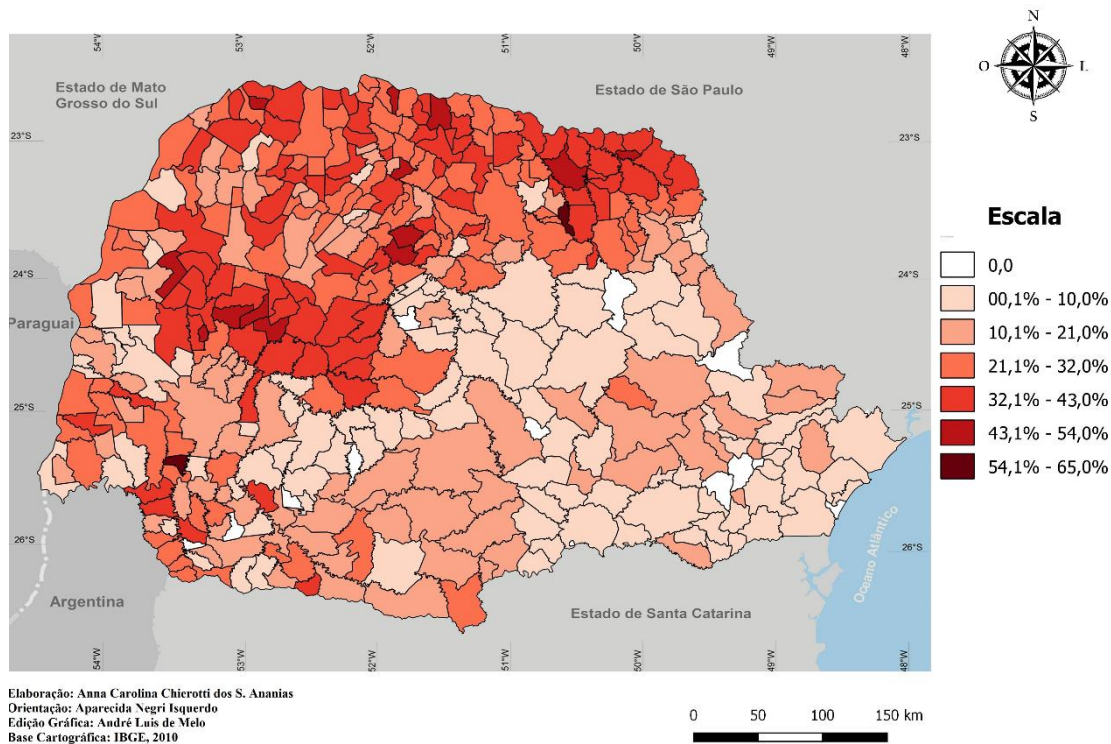 54°W
53°W
52°W
51°W
50°W
49°W
48°W
N
O
L
S
Estado de Mato
Grosso do Sul
Estado de São Paulo
23°S
23°S
Escala
0,0
00,1% - 10,0%
10,1% - 21,0%
21,1% - 32,0%
32,1% - 43,0%
43,1% - 54,0%
54,1% - 65,0%
24°S
24°S
Paraguai
25°S
25°S
26°S
26°S
Oceano Atlântico
Argentina
Estado de Santa Catarina
54°W
53°W
52°W
51°W
50°W
49°W
48°W
Elaboração: Anna Carolina Chierotti dos S. Ananias
Orientação: Aparecida Negri Isquerdo
Edição Gráfica: André Luis de Melo
Base Cartográfica: IBGE, 2010
0 50 100 150 km